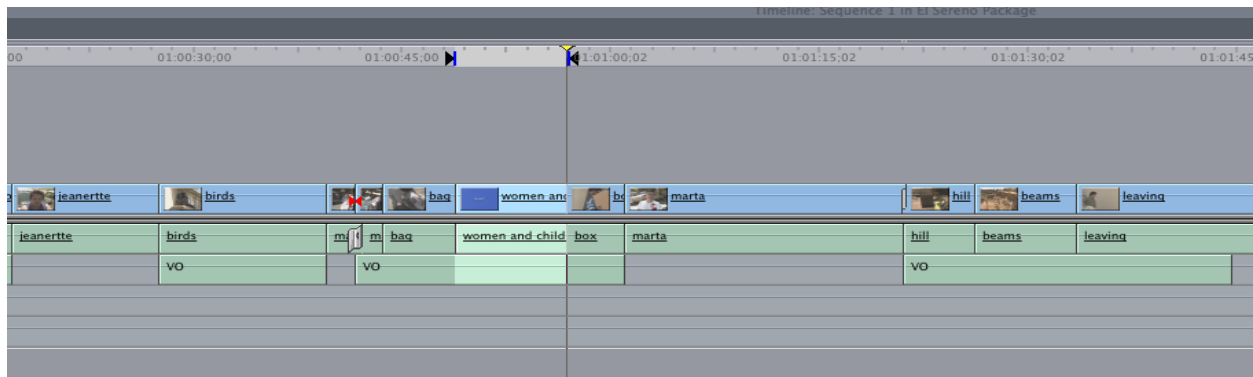 Timeline: Sequence 1 in El Sereno Package
00 01:00:30;00 01:00:45;00 01:01:00;02 01:01:15;02 01:01:30;02 01:01:45
jeanertte birds bag women and bo marta hill beams leaving
jeanertte birds m m bag women and child box marta hill beams leaving
VO VO VO